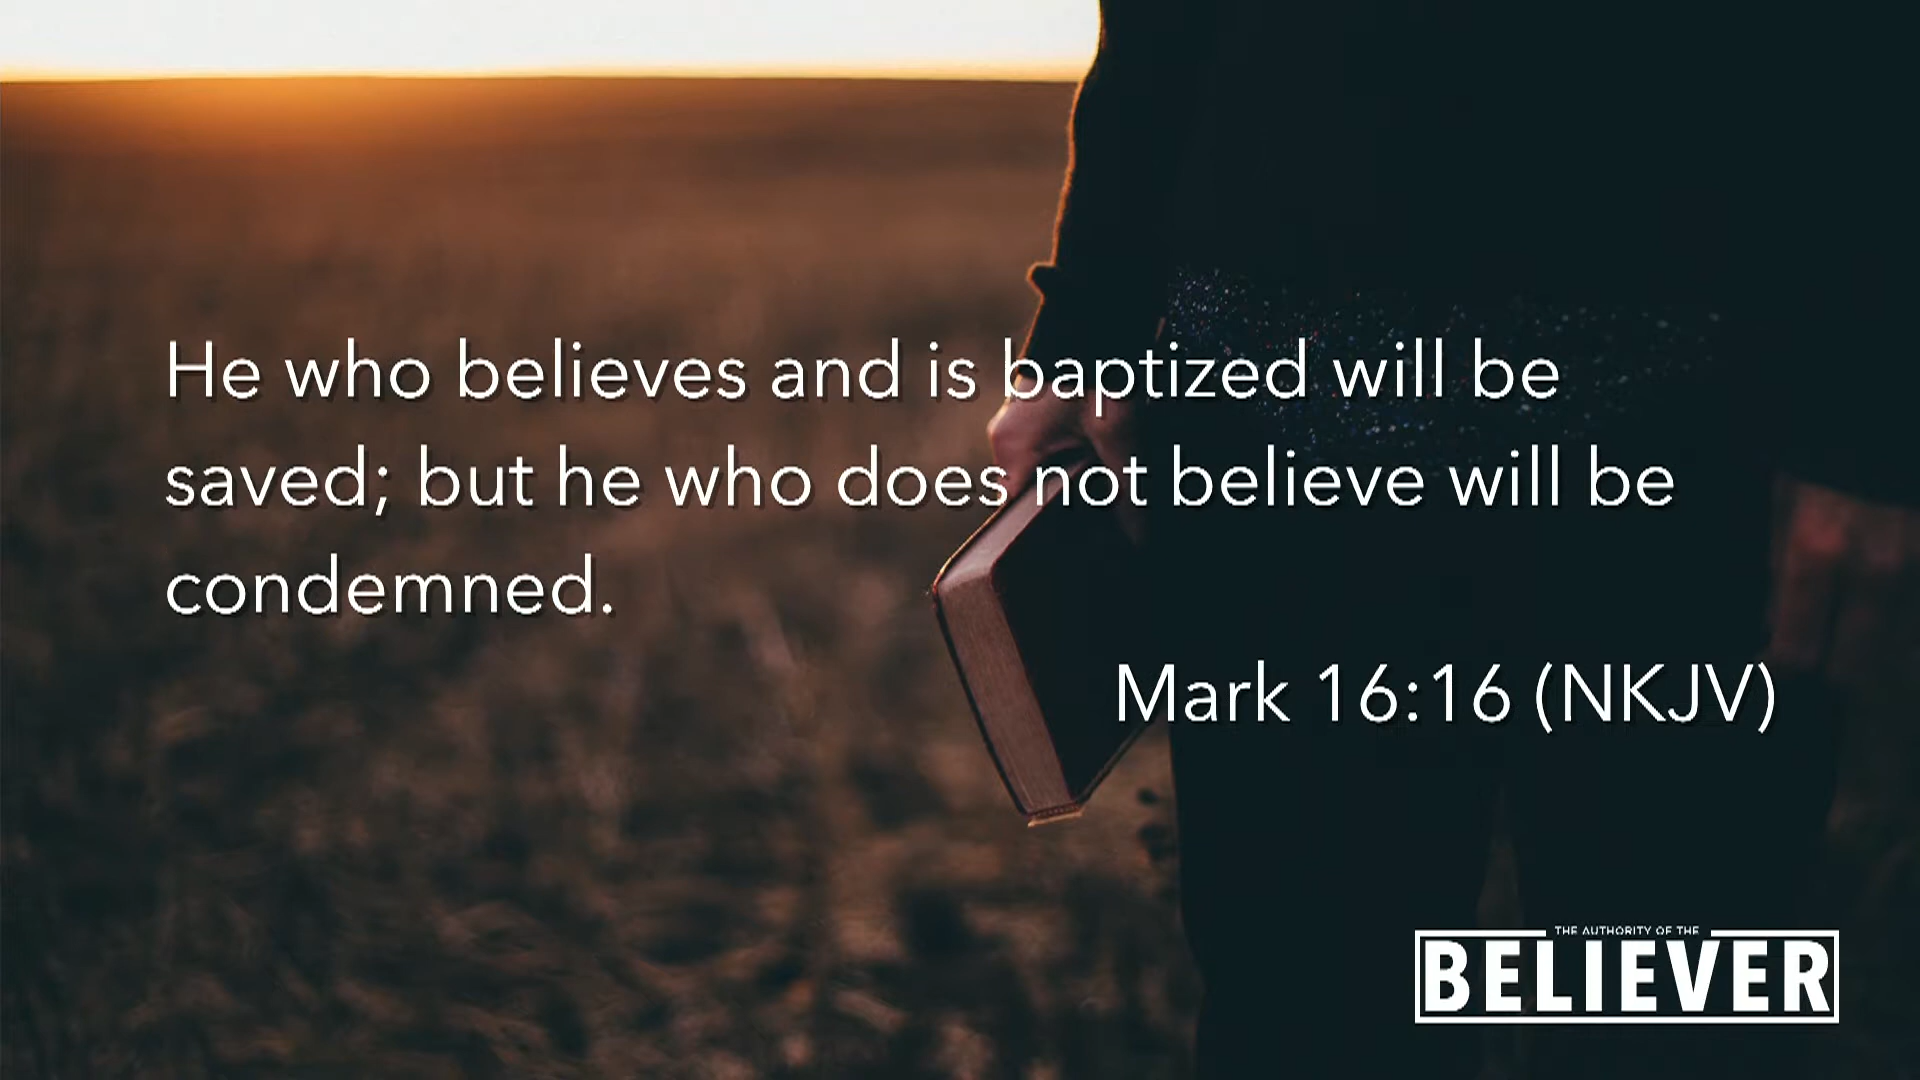 He who believes and is baptized will be
saved; but he who does not believe will be
condemned.
Mark 16:16 (NKJV)
THE AUTHORITY OF THE
BELIEVER